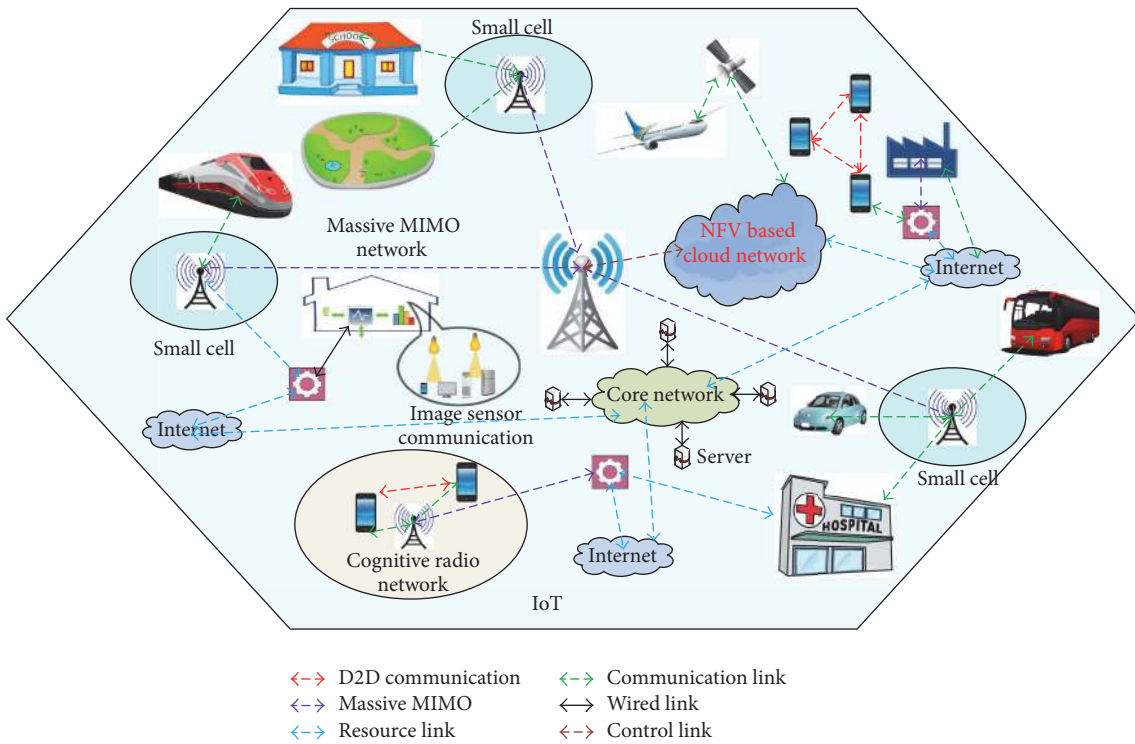 Small cell
SCHOOL
Massive MIMO
network
NFV based
cloud network
Internet
Small cell
Core network
Image sensor
communication
Internet
Server
Small cell
HOSPITAL
Internet
Cognitive radio
network
IoT
D2D communication
Communication link
Massive MIMO
Wired link
Resource link
Control link